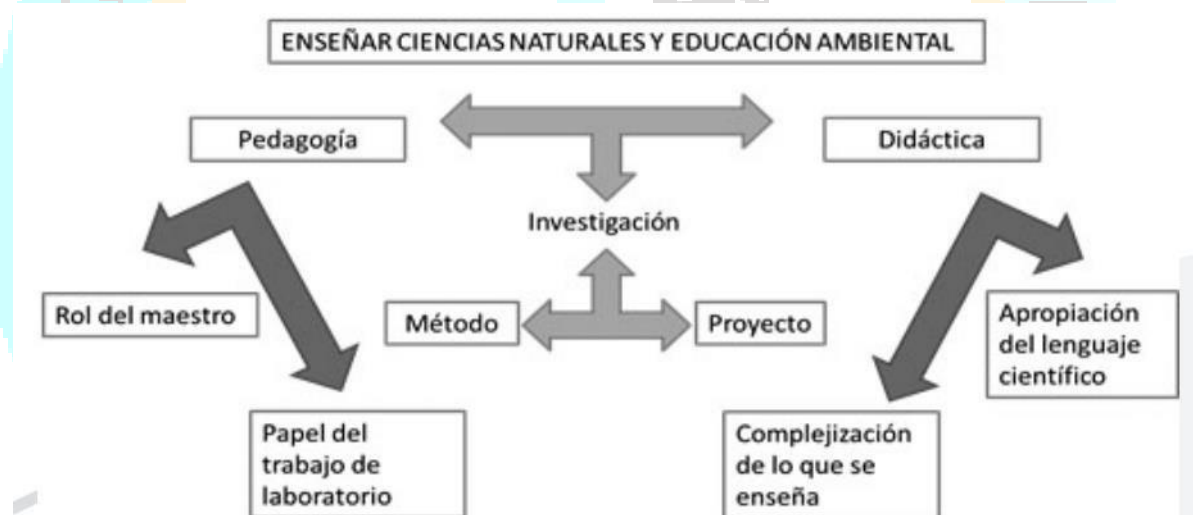 ENSEÑAR CIENCIAS NATURALES Y EDUCACIÓN AMBIENTAL
Pedagogía
Didáctica
Investigación
Rol del maestro
Método
Proyecto
Apropiación
del lenguaje
científico
Papel del
trabajo de
laboratorio
Complejización
de lo que se
enseña